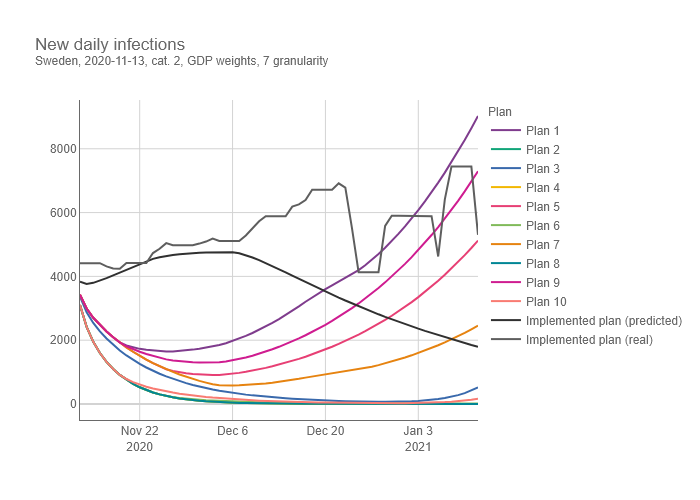 New daily infections
Sweden, 2020-11-13, cat. 2, GDP weights, 7 granularity
Plan
Plan 1
Plan 2
Plan 3
Plan 4
Plan 5
Plan 6
Plan 7
Plan 8
Plan 9
Plan 10
Implemented plan (predicted)
Implemented plan (real)
8000
6000
4000
2000
0
Nov 22 Dec 6 Dec 20 Jan 3
2020 2021